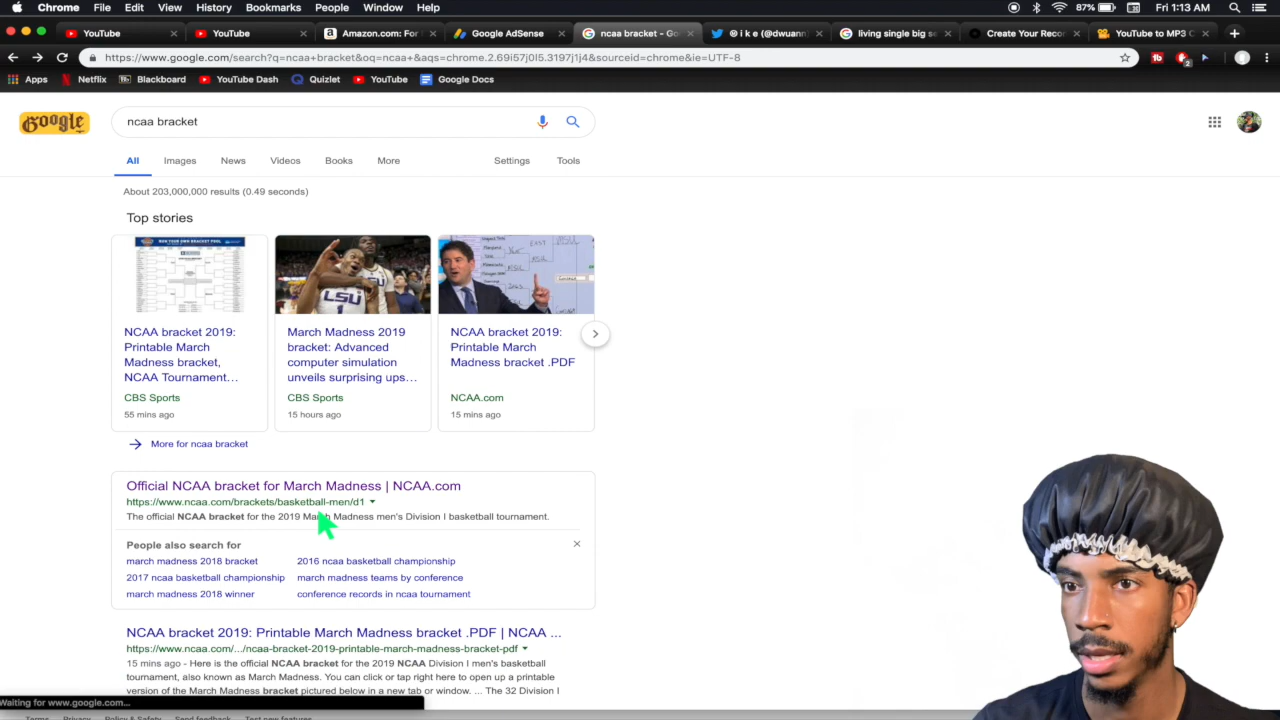 Chrome File Edit View History Bookmarks People Window Help 87% Fri 1:13 AM
YouTube × YouTube × Amazon.com: For × Google AdSense × ncaa bracket - Go × ⓘ i k e (@dwuann × living single big se × Create Your Reco × YouTube to MP3 C × +
https://www.google.com/search?q=ncaa+bracket&oq=ncaa+&aqs=chrome.2.69i57j0l5.3197j1j4&sourceid=chrome&ie=UTF-8
Apps Netflix Blackboard YouTube Dash Quizlet YouTube Google Docs
Google ncaa bracket
All Images News Videos Books More Settings Tools
About 203,000,000 results (0.49 seconds)
Top stories
LSU
NCAA bracket 2019: Printable March Madness bracket, NCAA Tournament…
CBS Sports
55 mins ago
March Madness 2019 bracket: Advanced computer simulation unveils surprising ups…
CBS Sports
15 hours ago
NCAA bracket 2019: Printable March Madness bracket .PDF
NCAA.com
15 mins ago
More for ncaa bracket
Official NCAA bracket for March Madness | NCAA.com
https://www.ncaa.com/brackets/basketball-men/d1
The official NCAA bracket for the 2019 March Madness men's Division I basketball tournament.
People also search for
march madness 2018 bracket 2016 ncaa basketball championship
2017 ncaa basketball championship march madness teams by conference
march madness 2018 winner conference records in ncaa tournament
NCAA bracket 2019: Printable March Madness bracket .PDF | NCAA ...
https://www.ncaa.com/.../ncaa-bracket-2019-printable-march-madness-bracket-pdf
15 mins ago - Here is the official NCAA bracket for the 2019 NCAA Division I men's basketball
tournament, also known as March Madness. You can click or tap right here to open up a printable
version of the March Madness bracket pictured below in a new tab or window. ... The 32 Division I
Waiting for www.google.com...
Terms Privacy Policy & Safety Send feedback Test new features